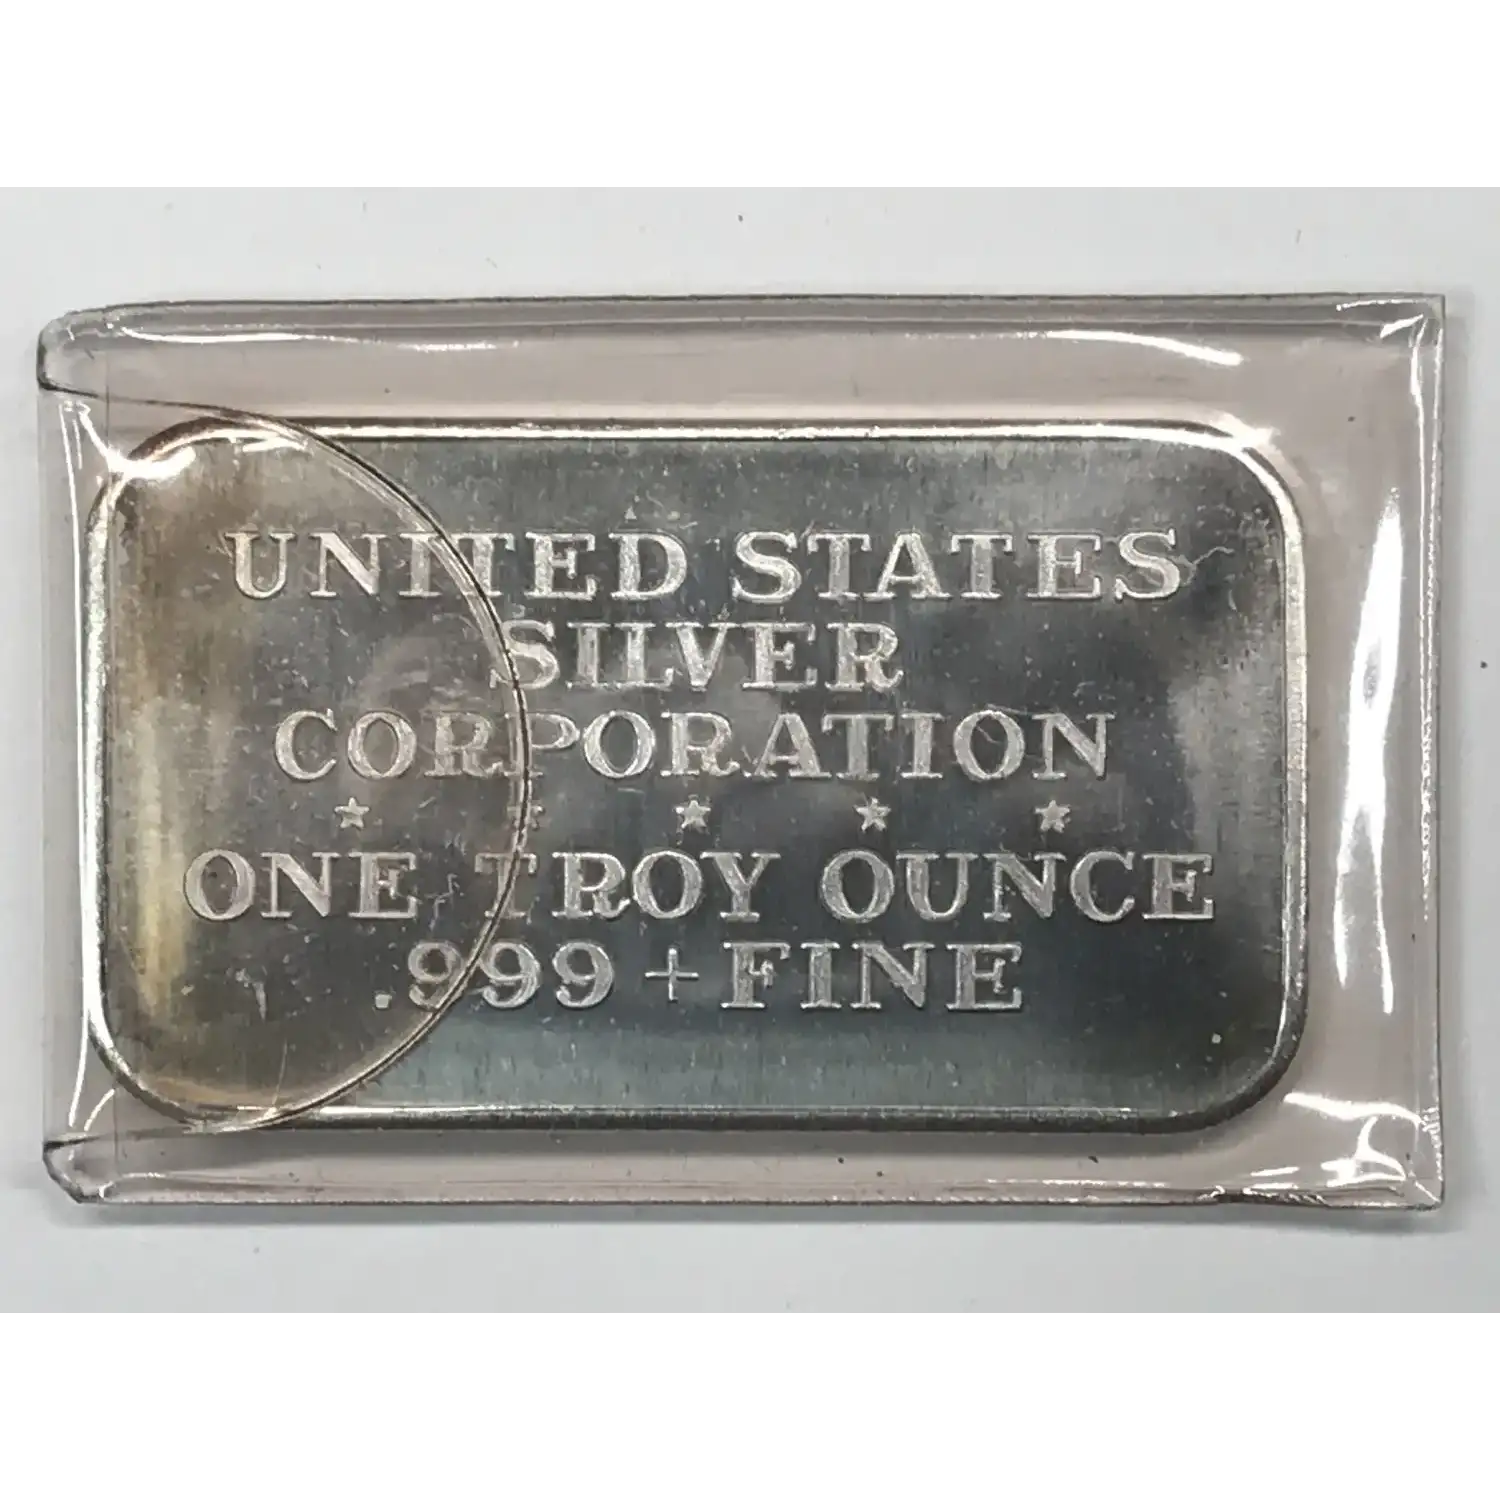 UNITED STATES
SILVER
CORPORATION
★ ★ ★ ★ ★
ONE TROY OUNCE
.999 + FINE